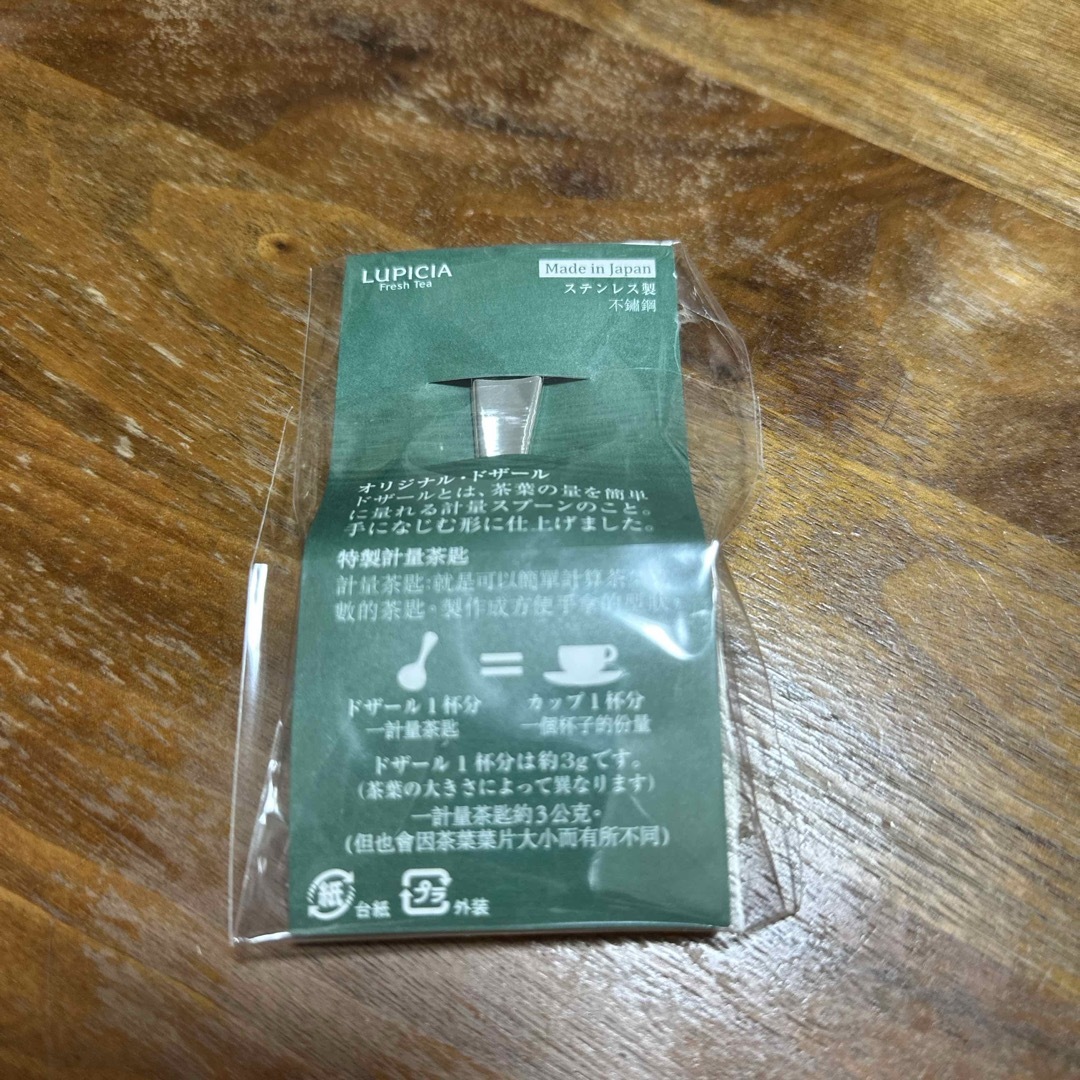 LUPICIA
Fresh Tea
Made in Japan
ステンレス製
不鏽鋼
オリジナル・ドザール
ドザールとは、茶葉の量を簡単
に量れる計量スプーンのこと。
手になじむ形に仕上げました。
特製計量茶匙
計量茶匙:就是可以簡單計算茶
數的茶匙。製作成方便手拿的
ドザール1杯分
一計量茶匙
=
カップ1杯分
一個杯子的份量
ドザール1杯分は約3gです。
(茶葉の大きさによって異なります)
一計量茶匙約3公克。
(但也會因茶葉葉片大小而有所不同)
紙 台紙
プラ 外装